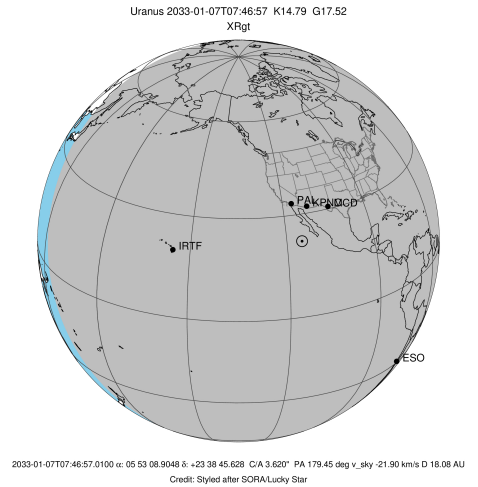 Uranus 2033-01-07T07:46:57 K14.79 G17.52
XRgt
PAL
KPNO
MCD
IRTF
ESO
2033-01-07T07:46:57.0100 α: 05 53 08.9048 δ: +23 38 45.628 C/A 3.620" PA 179.45 deg v_sky -21.90 km/s D 18.08 AU
Credit: Styled after SORA/Lucky Star